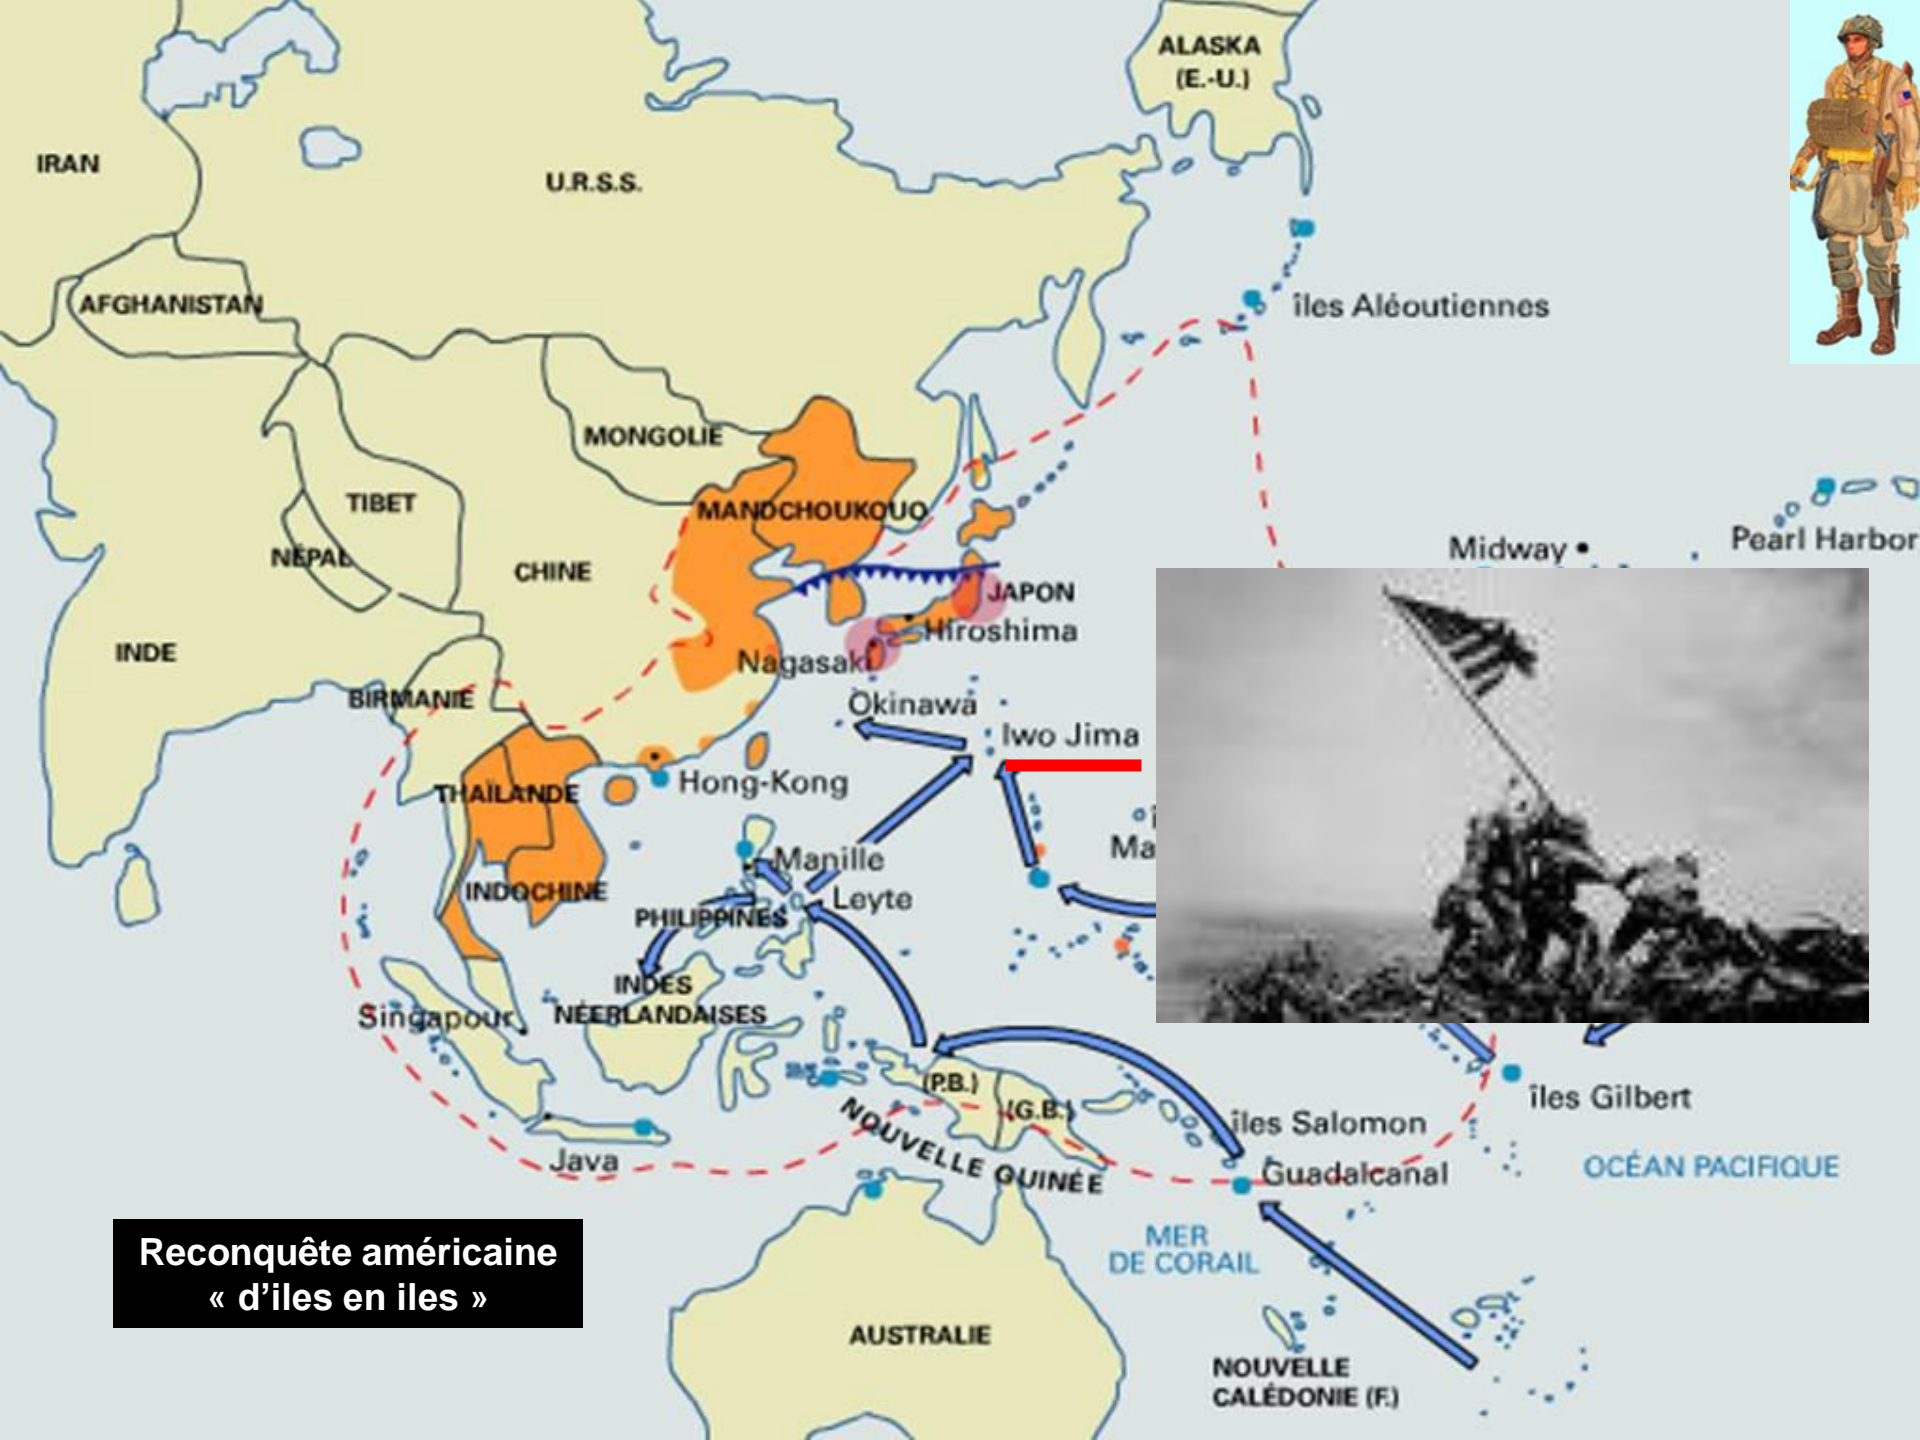 ALASKA
(E.-U.)
IRAN
U.R.S.S.
AFGHANISTAN
îles Aléoutiennes
MONGOLIE
TIBET
MANDCHOUKOUO
Midway
Pearl Harbor
NÉPAL
CHINE
JAPON
Hiroshima
INDE
Nagasaki
BIRMANIE
Okinawa
Iwo Jima
Hong-Kong
THAÏLANDE
Manille
INDOCHINE
Leyte
PHILIPPINES
INDES
NÉERLANDAISES
Singapour
(P.B.)
(G.B.)
îles Gilbert
îles Salomon
NOUVELLE GUINÉE
Java
Guadalcanal
OCÉAN PACIFIQUE
MER
DE CORAIL
Reconquête américaine
« d’iles en iles »
AUSTRALIE
NOUVELLE
CALÉDONIE (F.)